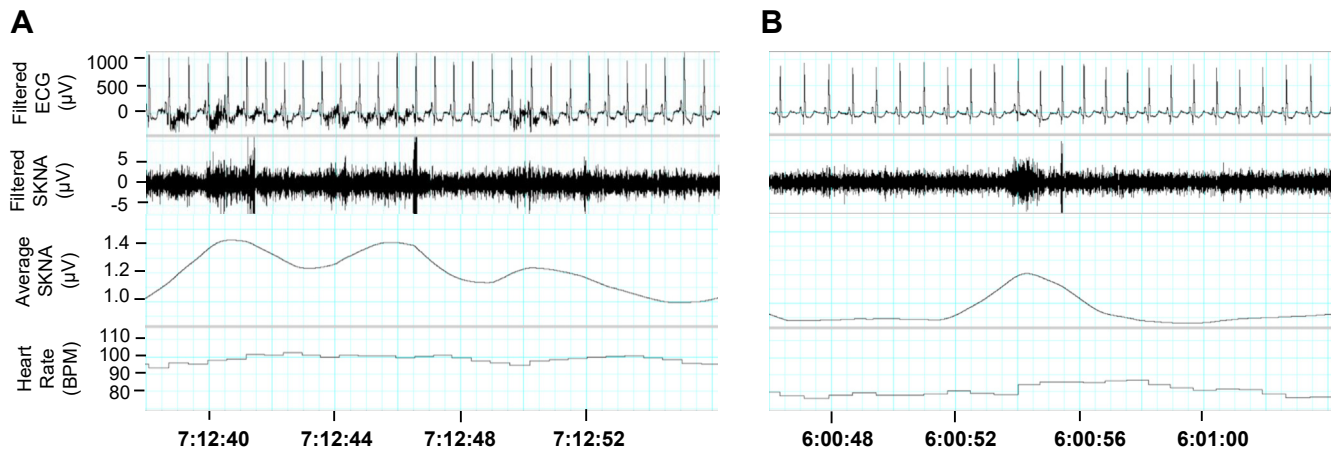 A
B
Filtered
ECG
(µV)
1000
500
0
Filtered
SKNA
(µV)
5
0
-5
Average
SKNA
(µV)
1.4
1.2
1.0
Heart
Rate
(BPM)
110
100
90
80
7:12:40 7:12:44 7:12:48 7:12:52
6:00:48 6:00:52 6:00:56 6:01:00